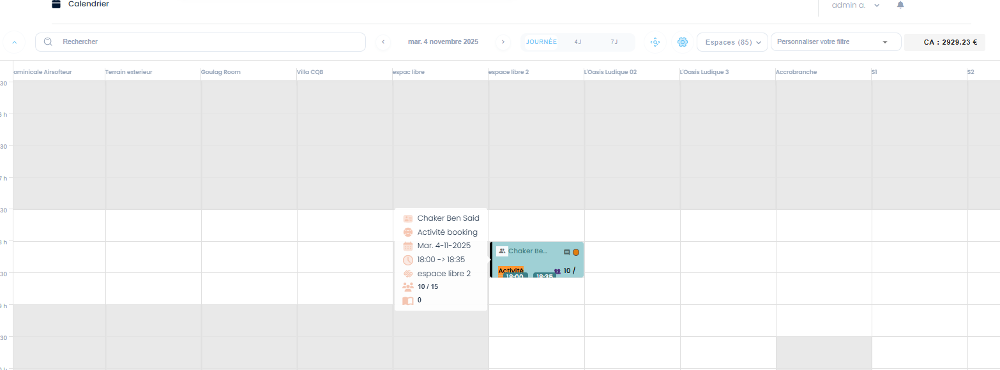 Calendrier
admin a.
Rechercher
mar. 4 novembre 2025
JOURNÉE 4J 7J
Espaces (85)
Personnaliser votre filtre
CA : 2929.23 €
ominicale Airsofteur
Terrain exterieur
Goulag Room
Villa CQB
espac libre
espace libre 2
L'Oasis Ludique 02
L'Oasis Ludique 3
Accrobranche
S1
S2
30
h
30
7 h
30
h
30
9 h
30
Chaker Ben Said
Activité booking
Mar. 4-11-2025
18:00 -> 18:35
espace libre 2
10 / 15
0
Chaker Be...
Activité
10 /
18:00 18:35